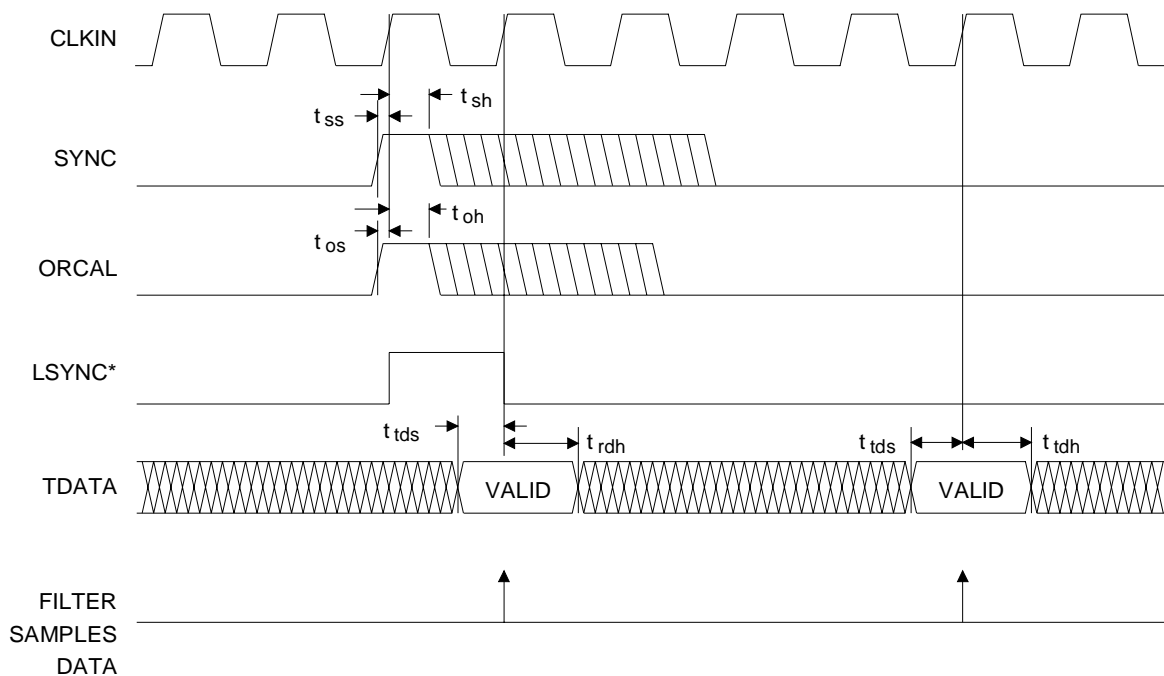 CLKIN
t sh
t ss
SYNC
t oh
t os
ORCAL
LSYNC*
t tds
t rdh
t tds
t tdh
TDATA
VALID
VALID
FILTER
SAMPLES
DATA